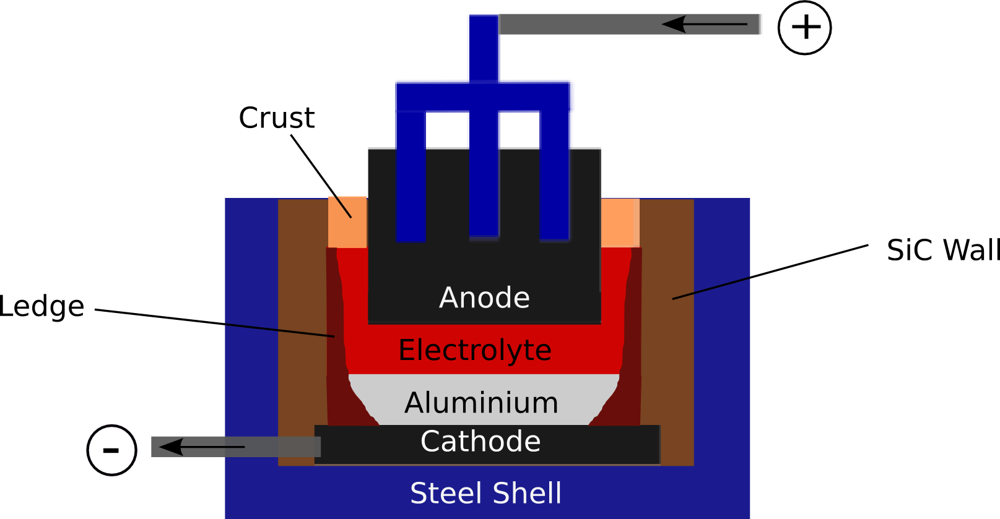 +
Crust
SiC Wall
Anode
Ledge
Electrolyte
Aluminium
Cathode
-
Steel Shell